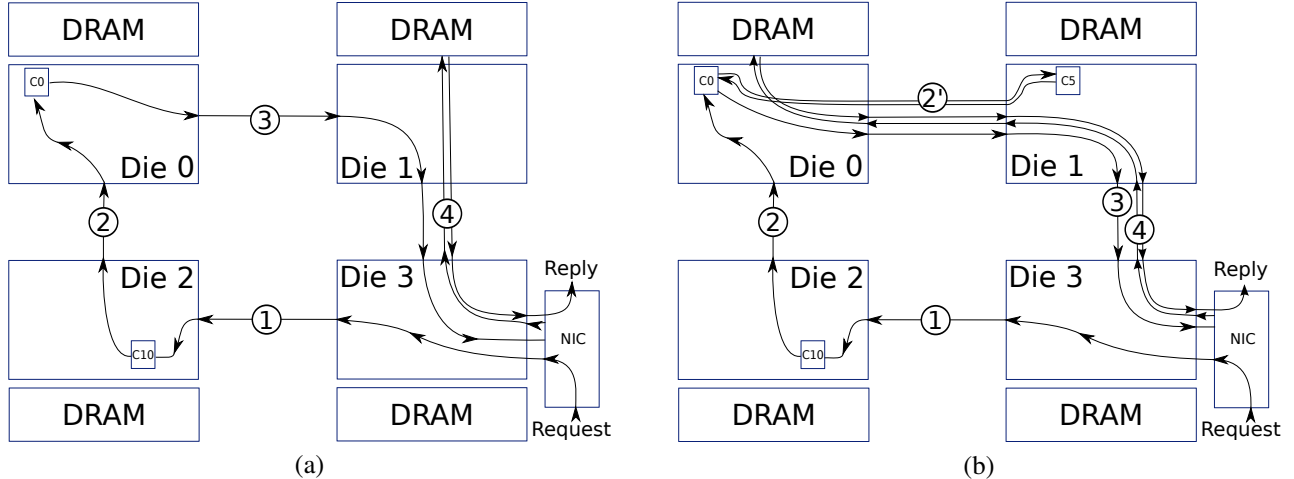 DRAM
DRAM
C0
3
Die 0
Die 1
2
4
Die 2
Die 3
Reply
1
NIC
C10
DRAM
DRAM
Request
(a)
DRAM
DRAM
C0
C5
2'
Die 0
Die 1
3
2
4
Die 2
Die 3
Reply
1
NIC
C10
DRAM
DRAM
Request
(b)